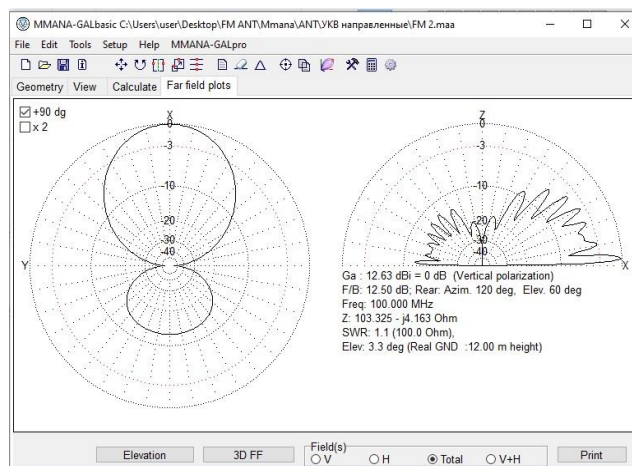 MMANA-GALbasic C:\Users\user\Desktop\FM ANT\Mmana\ANT\УКВ направленные\FM 2.maa
File Edit Tools Setup Help MMANA-GALpro
Geometry View Calculate Far field plots
+90 dg
x 2
X
0
-3
-10
-20
-30
-40
Y
Z
0
-3
-10
-20
-30
-40
X
Ga : 12.63 dBi = 0 dB (Vertical polarization)
F/B: 12.50 dB; Rear: Azim. 120 deg, Elev. 60 deg
Freq: 100.000 MHz
Z: 103.325 - j4.163 Ohm
SWR: 1.1 (100.0 Ohm),
Elev: 3.3 deg (Real GND :12.00 m height)
Elevation
3D FF
Field(s)
V H Total V+H
Print